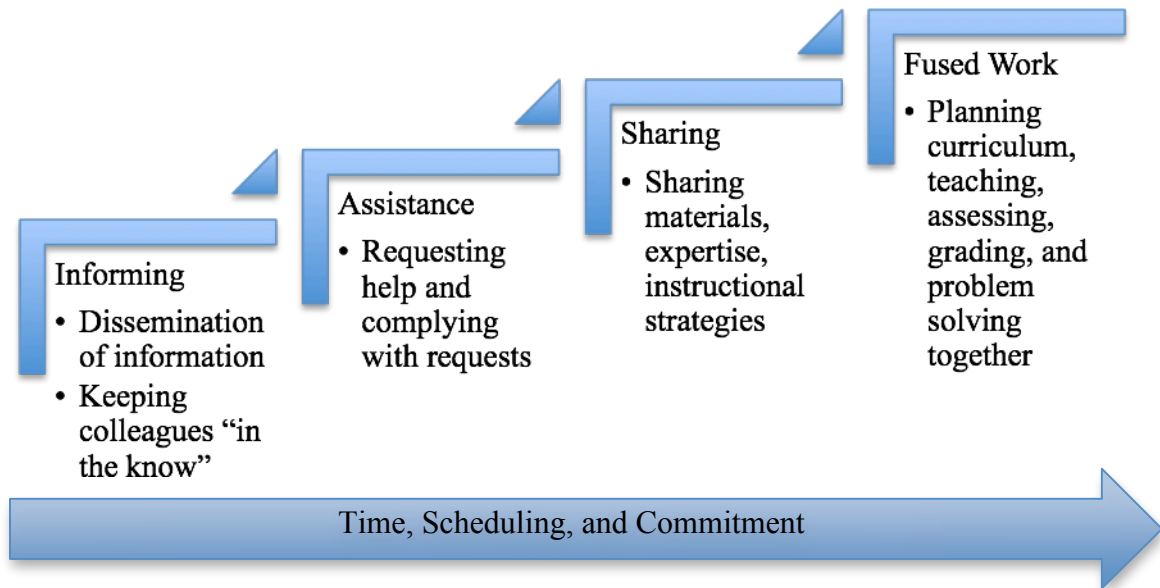 Informing
• Dissemination
of information
• Keeping
colleagues “in
the know”
Assistance
• Requesting
help and
complying
with requests
Sharing
• Sharing
materials,
expertise,
instructional
strategies
Fused Work
• Planning
curriculum,
teaching,
assessing,
grading, and
problem
solving
together
Time, Scheduling, and Commitment